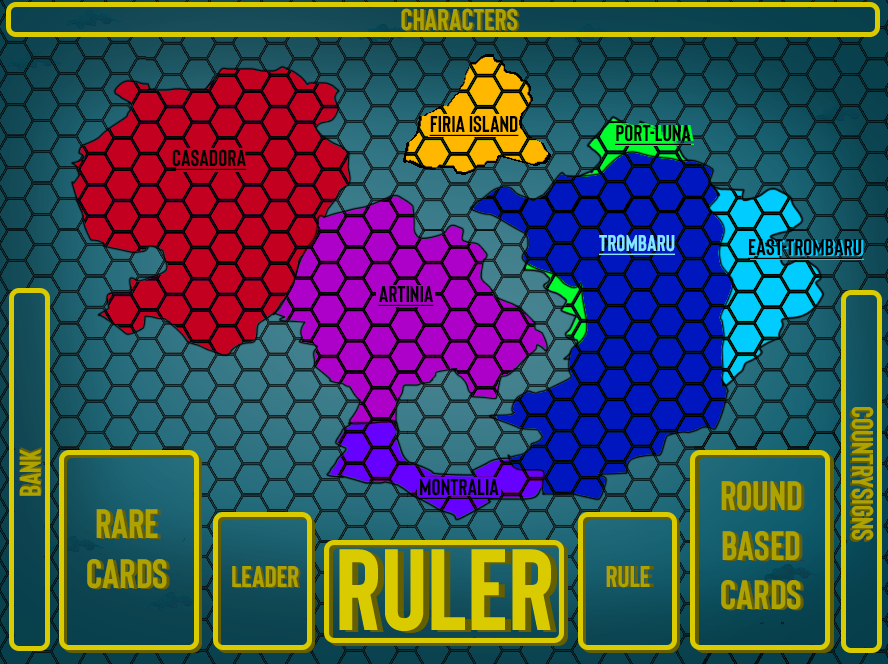 CHARACTERS
FIRIA ISLAND
PORT-LUNA
CASADORA
TROMBARU
EAST-TROMBARU
ARTINIA
MONTRALIA
BANK
COUNTRYSIGNS
RARE
CARDS
LEADER
RULER
RULE
ROUND
BASED
CARDS